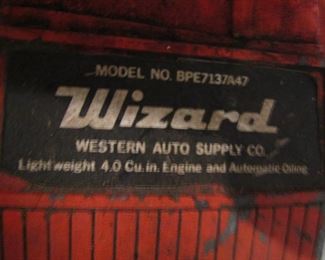 MODEL NO. BPE7137A47
Wizard
WESTERN AUTO SUPPLY CO.
Lightweight 4.0 Cu. in. Engine and Automatic Oiling